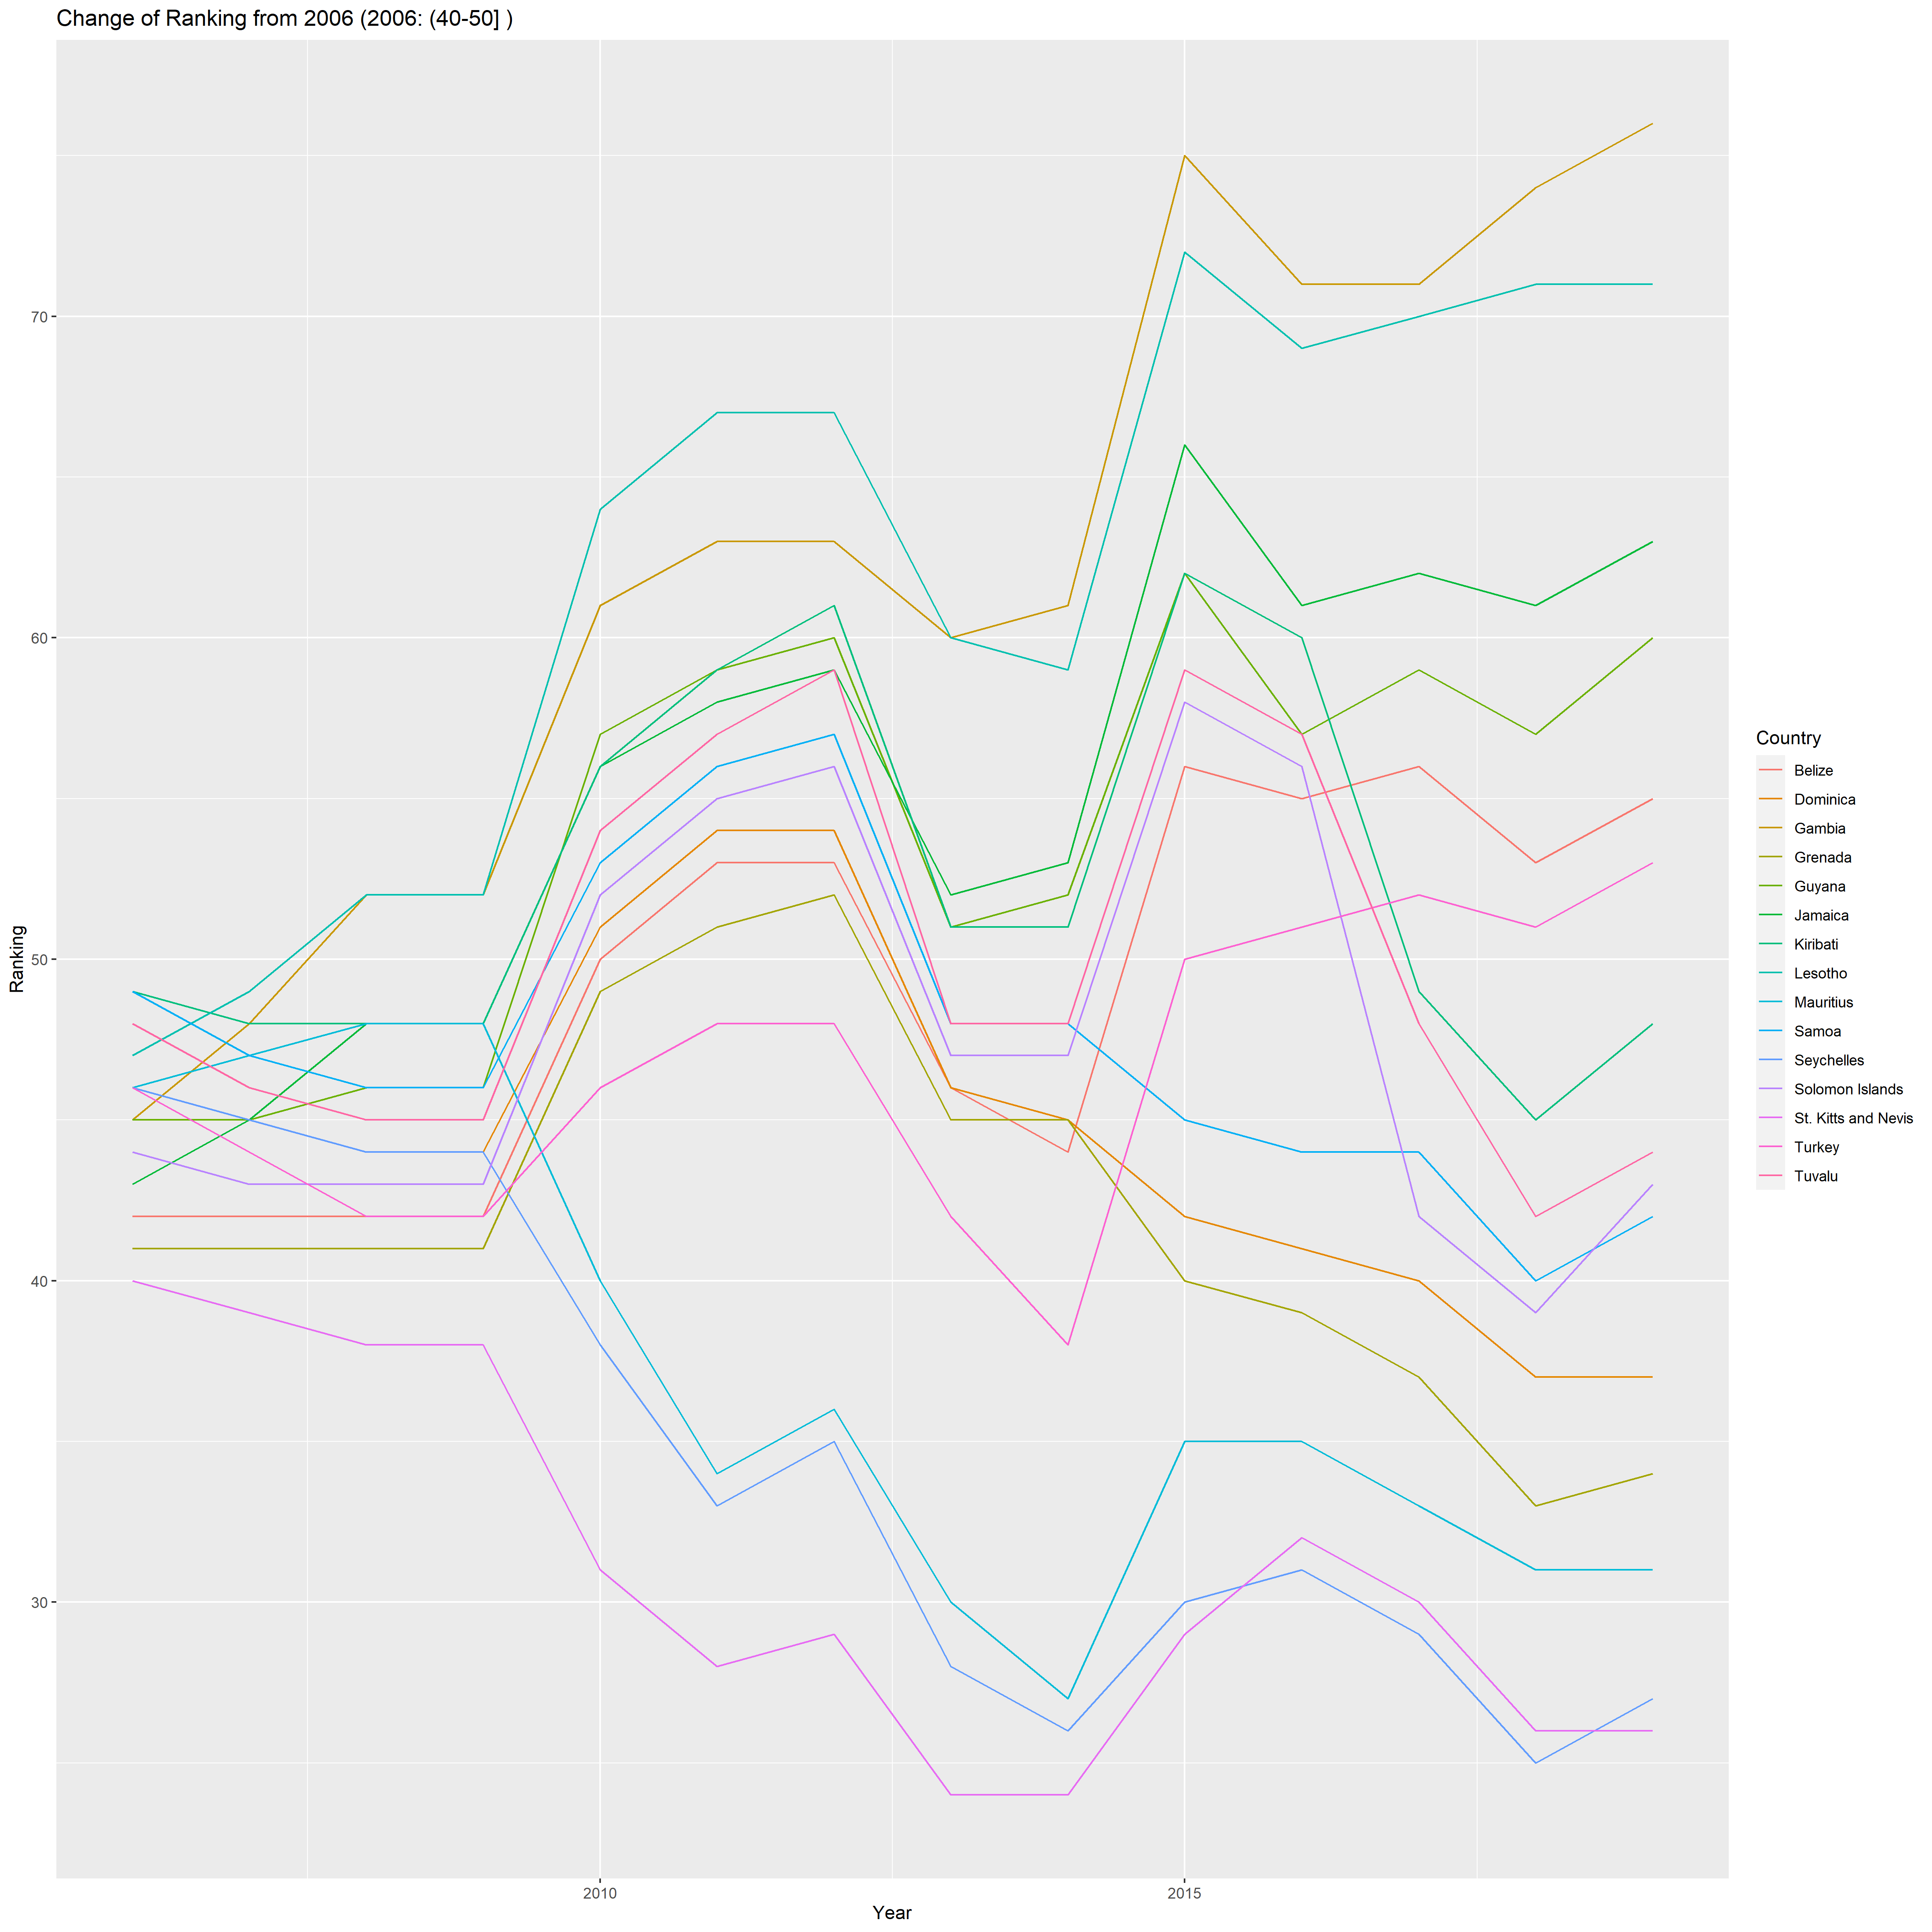 Change of Ranking from 2006 (2006: (40-50] )
70
60
50
40
30
Ranking
2010
2015
Year
Country
Belize
Dominica
Gambia
Grenada
Guyana
Jamaica
Kiribati
Lesotho
Mauritius
Samoa
Seychelles
Solomon Islands
St. Kitts and Nevis
Turkey
Tuvalu